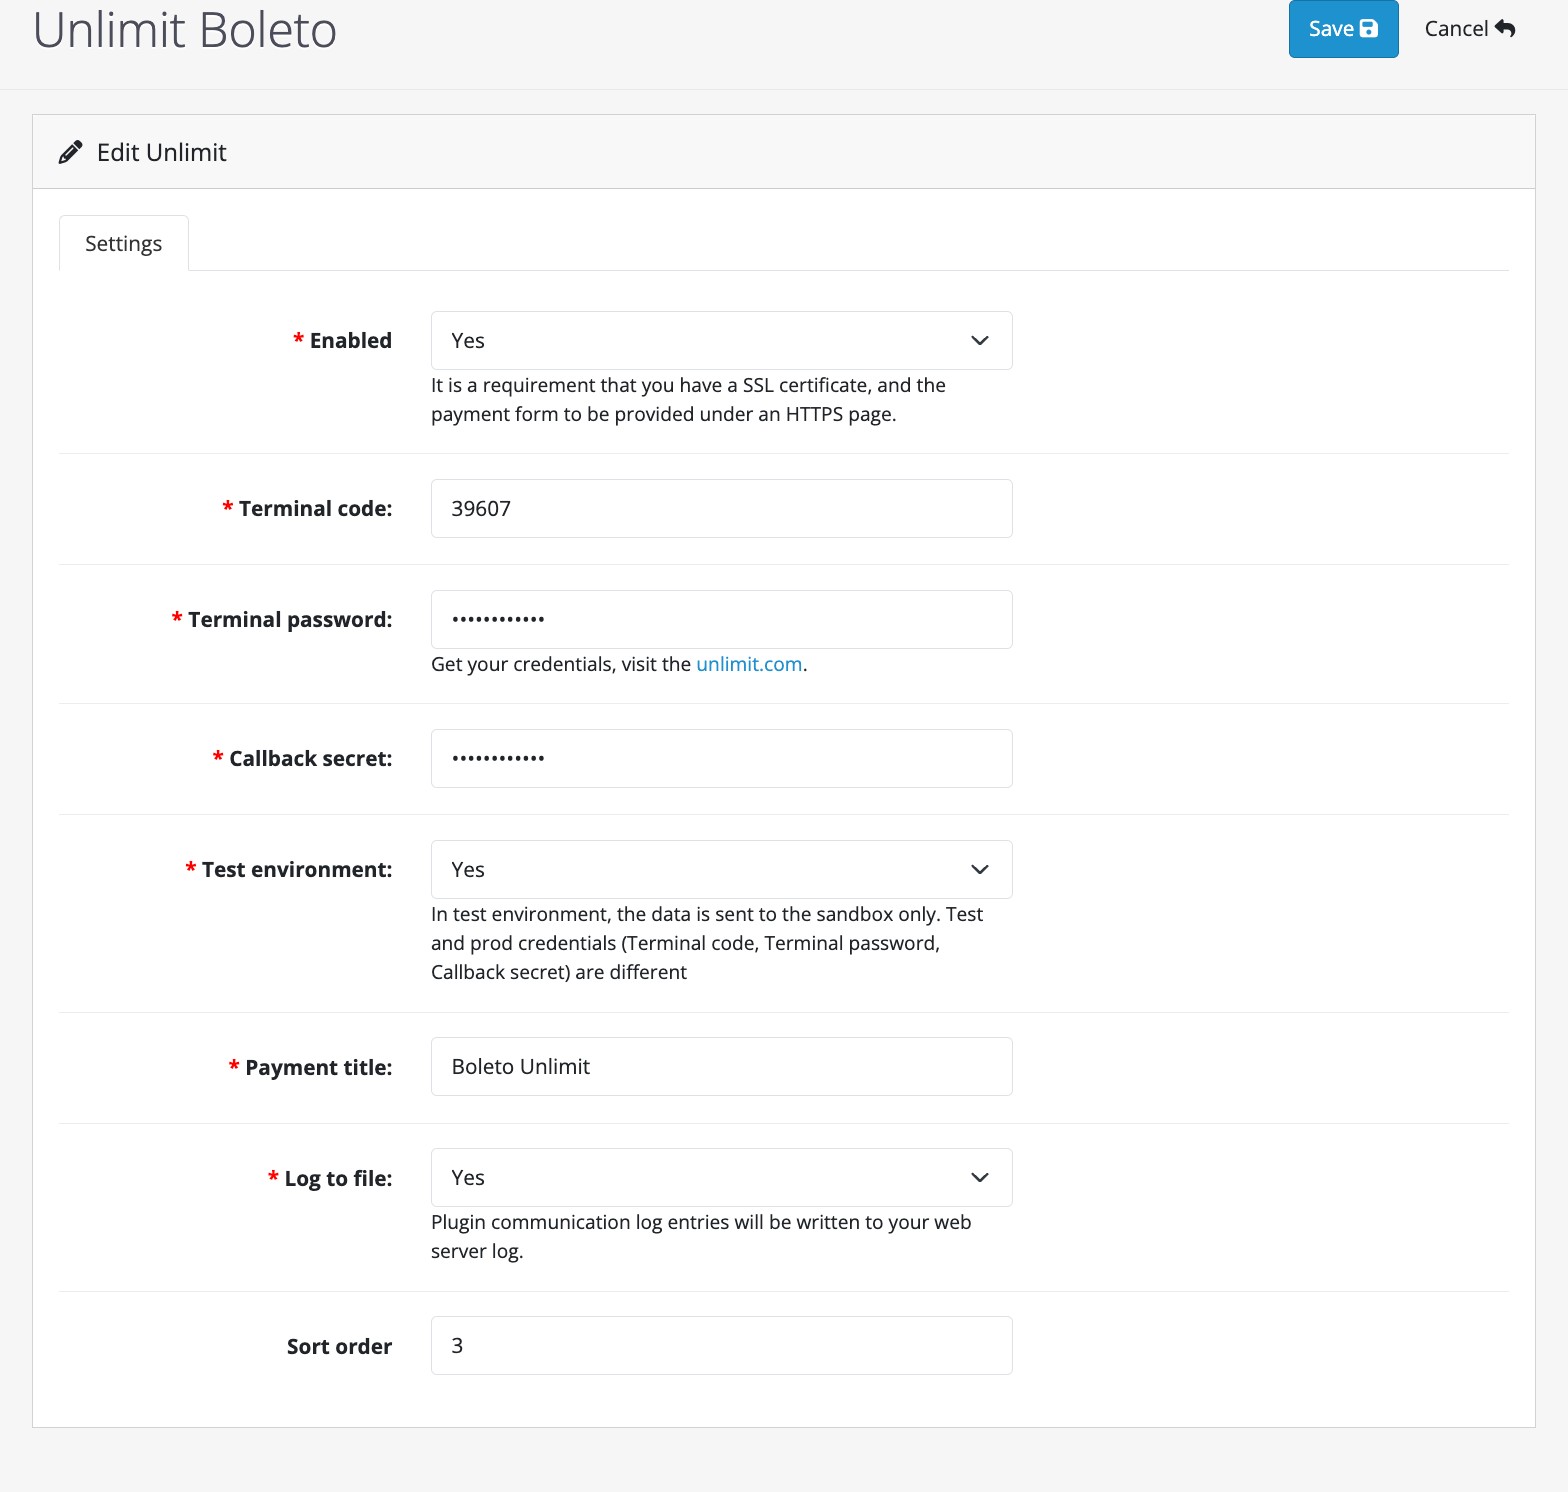 Unlimit Boleto
Save
Cancel
Edit Unlimit
Settings
* Enabled
Yes
It is a requirement that you have a SSL certificate, and the
payment form to be provided under an HTTPS page.
* Terminal code:
39607
* Terminal password:
••••••••••••
Get your credentials, visit the unlimit.com.
* Callback secret:
••••••••••••
* Test environment:
Yes
In test environment, the data is sent to the sandbox only. Test
and prod credentials (Terminal code, Terminal password,
Callback secret) are different
* Payment title:
Boleto Unlimit
* Log to file:
Yes
Plugin communication log entries will be written to your web
server log.
Sort order
3